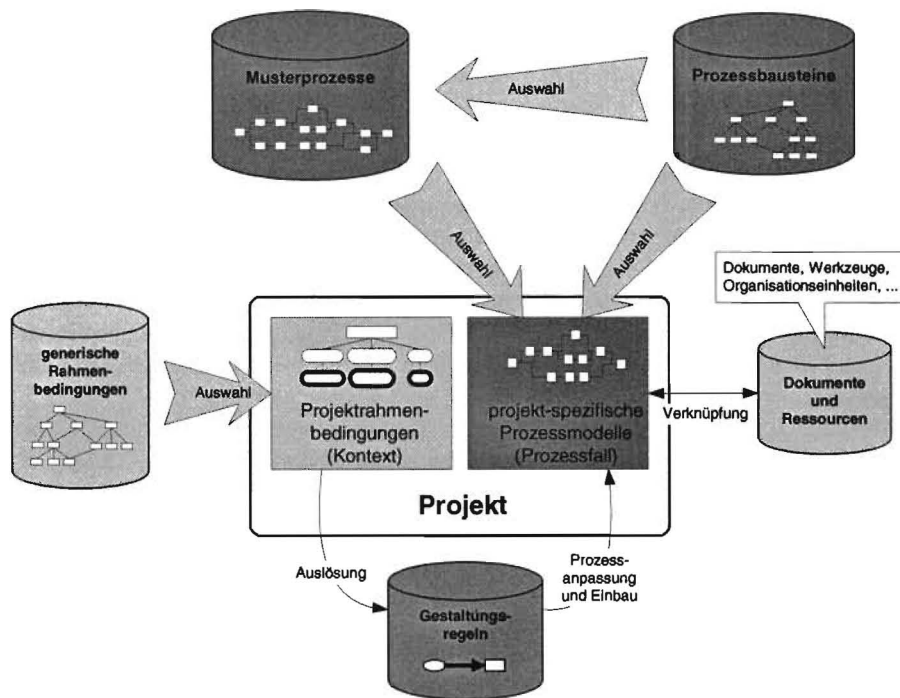 Musterprozesse
Auswahl
Prozessbausteine
Auswahl
Auswahl
Dokumente, Werkzeuge,
Organisationseinheiten, ...
generische
Rahmen-
bedingungen
Auswahl
Projektrahmen-
bedingungen
(Kontext)
projekt-spezifische
Prozessmodelle
(Prozessfall)
Verknüpfung
Dokumente
und
Ressourcen
Projekt
Auslösung
Prozess-
anpassung
und Einbau
Gestaltungs-
regeln